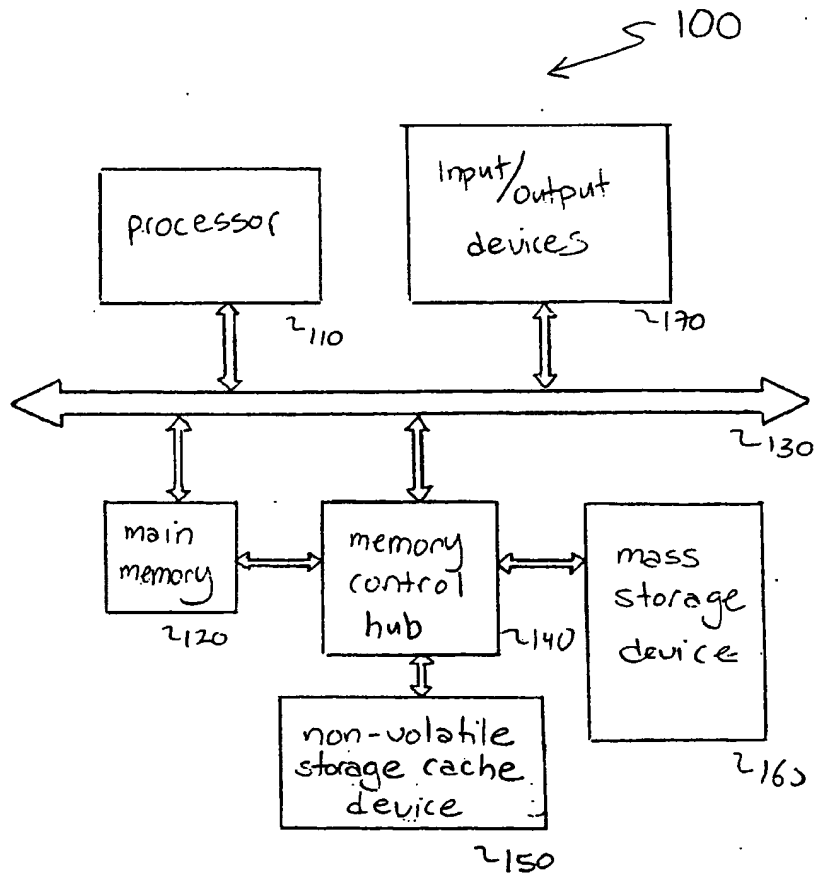 100
processor
110
Input/output
devices
170
130
main
memory
120
memory
control
hub
140
mass
storage
device
160
non-volatile
storage cache
device
150